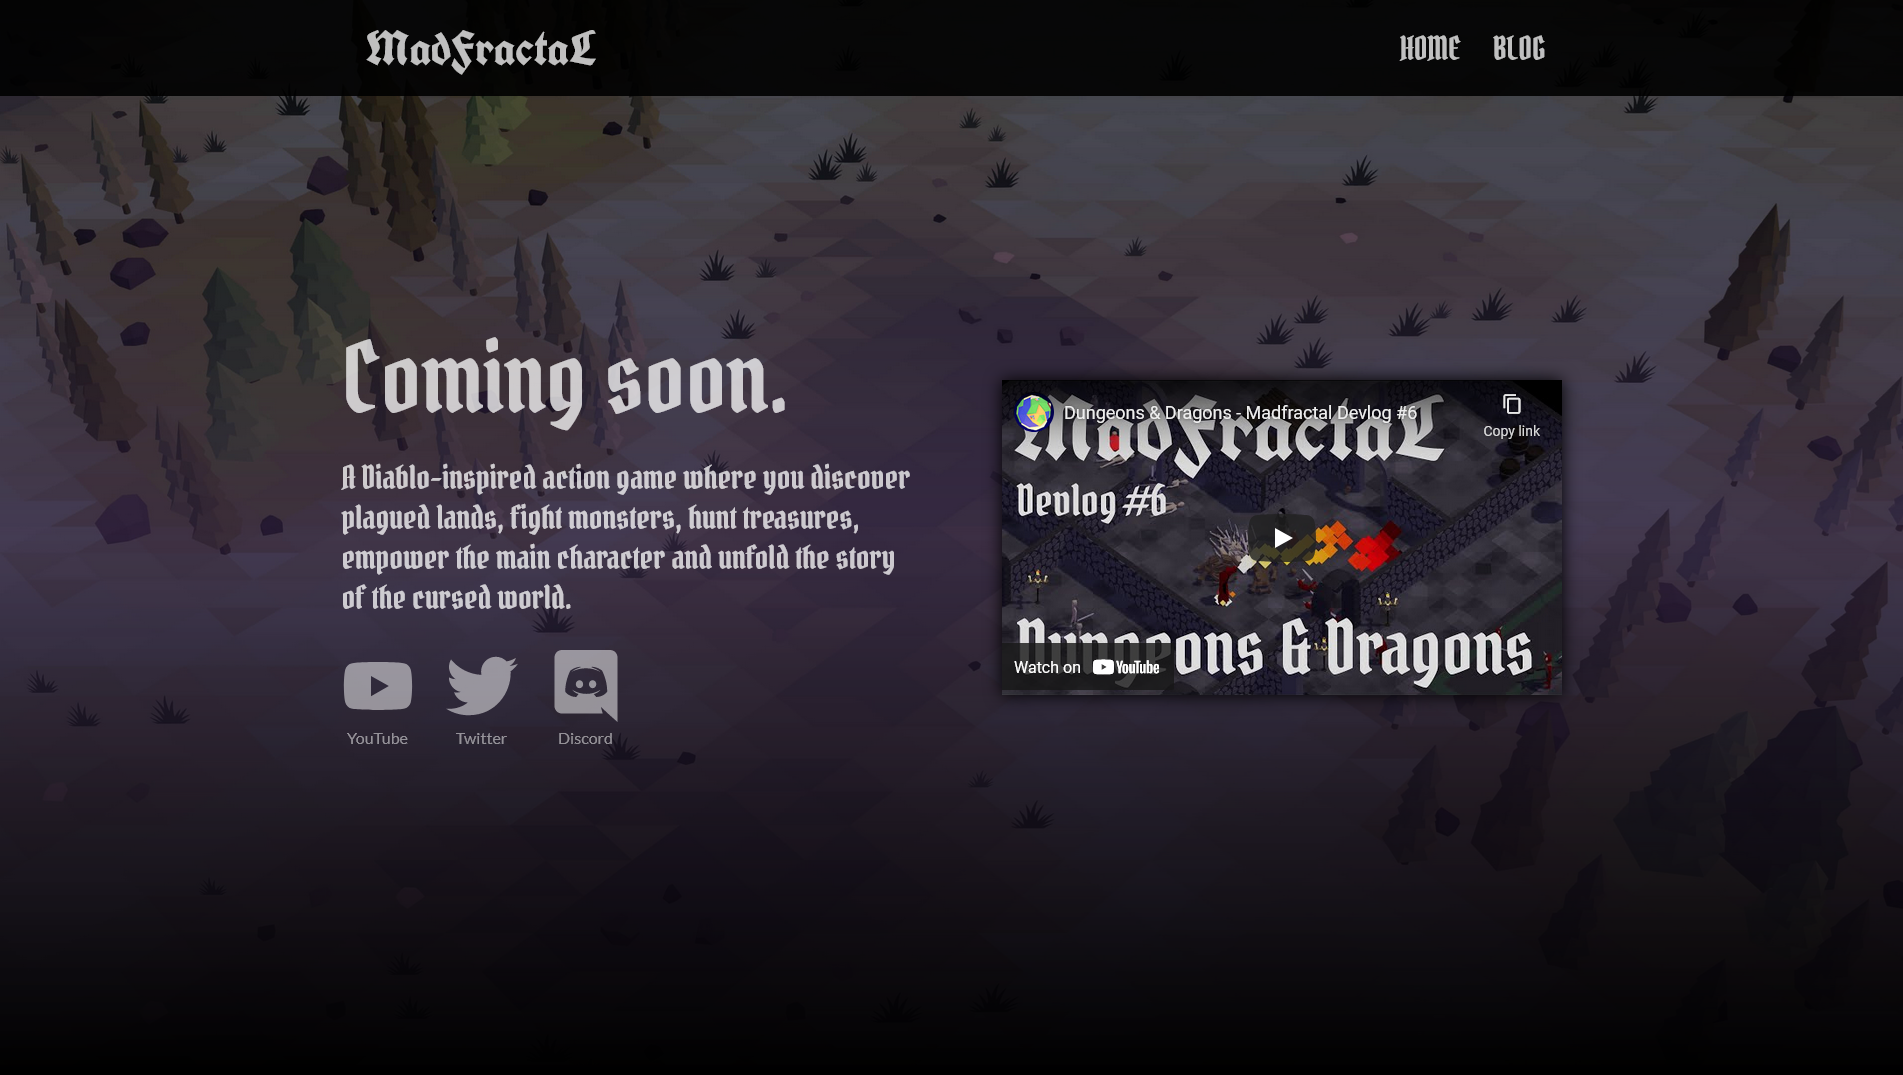 MadFractaL
HOME BLOG
Coming soon.
A Diablo-inspired action game where you discover
plagued lands, fight monsters, hunt treasures,
empower the main character and unfold the story
of the cursed world.
YouTube Twitter Discord
Dungeons & Dragons - Madfractal Devlog #6
Copy link
MadFractaL
Devlog #6
Dungeons & Dragons
Watch on YouTube